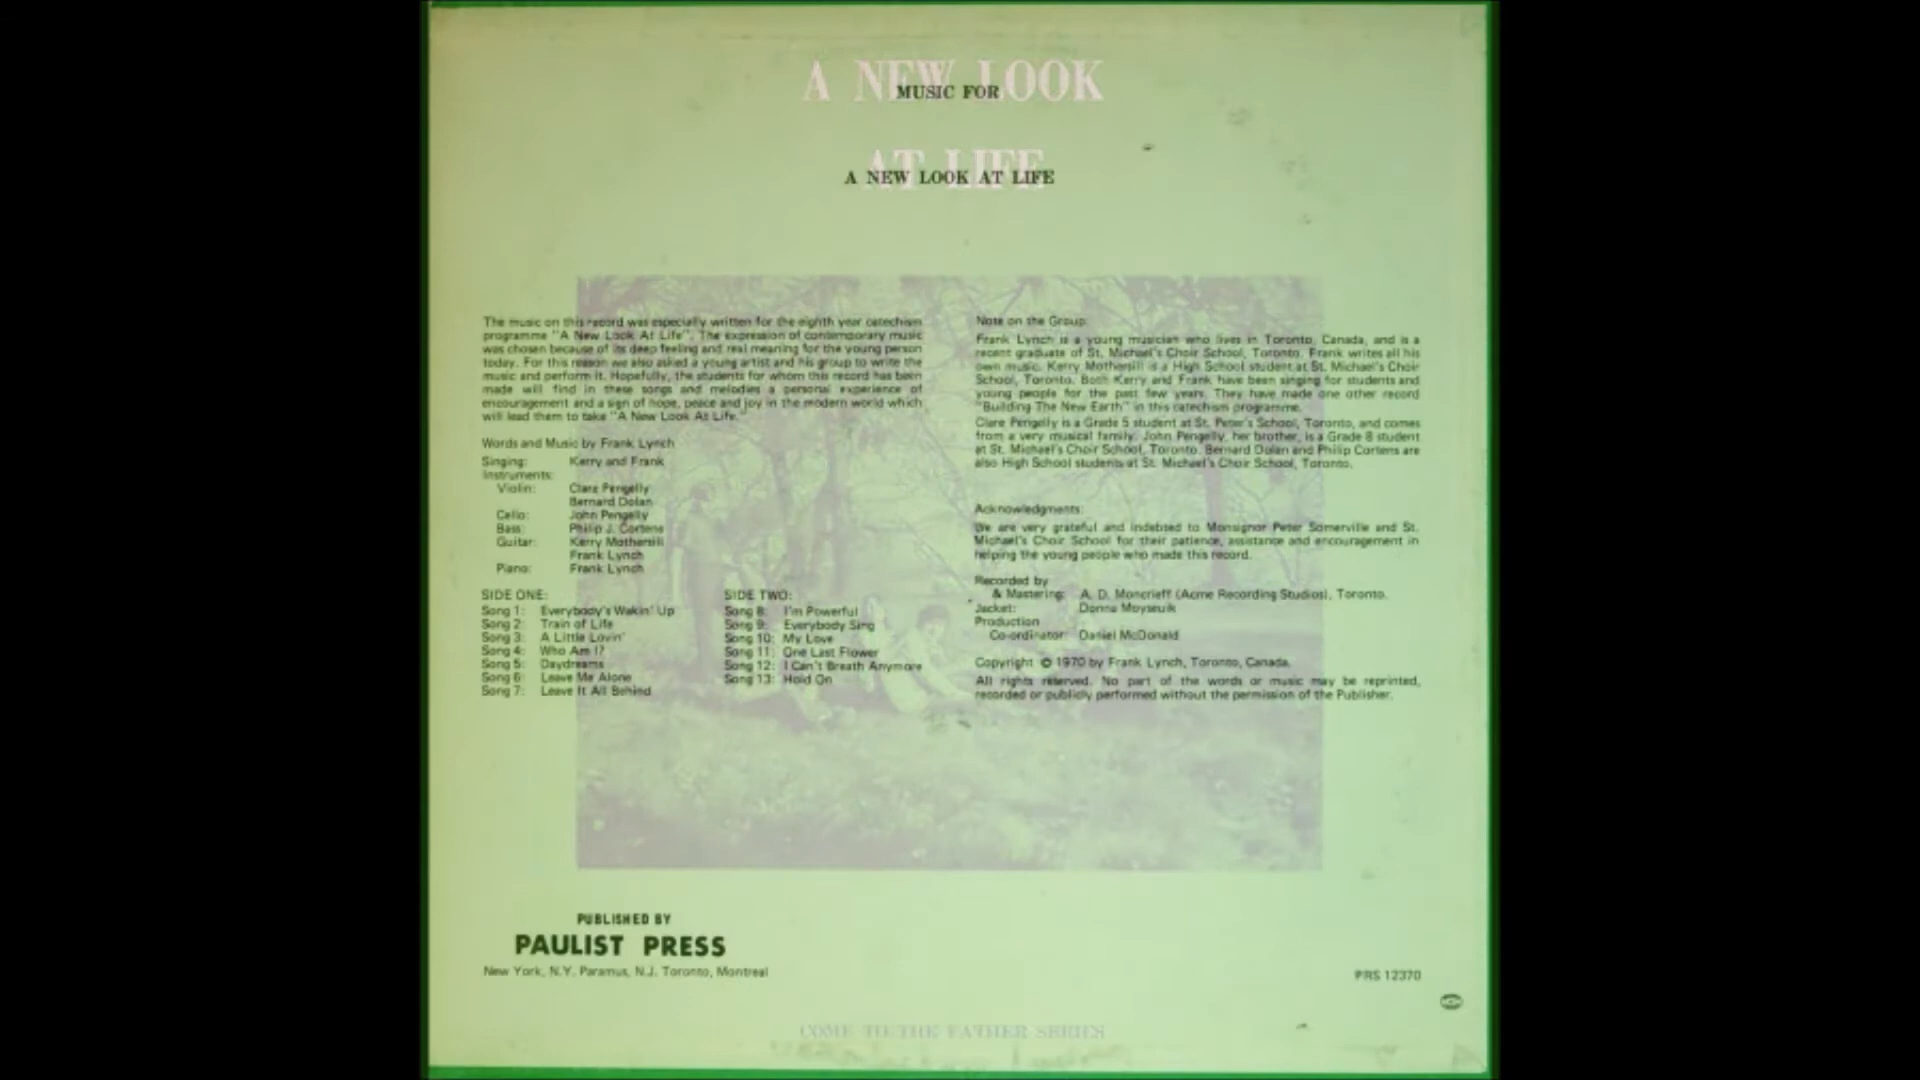 A NEW LOOK
MUSIC FOR
AT LIFE
A NEW LOOK AT LIFE
The music on this record was especially written for the eighth year catechism
programme "A New Look At Life". The expression of contemporary music
was chosen because of its deep feeling and real meaning for the young person
today. For this reason we also asked a young artist and his group to write the
music and perform it. Hopefully, the students for whom this record has been
made will find in these songs and melodies a personal experience of
encouragement and a sign of hope, peace and joy in the modern world which
will lead them to take "A New Look At Life."
Words and Music by Frank Lynch
Singing: Kerry and Frank
Instruments:
Violin: Clare Pengelly
Bernard Dolan
Cello: John Pengelly
Bass: Philip J. Cortens
Guitar: Kerry Mothersill
Frank Lynch
Piano: Frank Lynch
SIDE ONE:
Song 1: Everybody's Wakin' Up
Song 2: Train of Life
Song 3: A Little Lovin'
Song 4: Who Am I?
Song 5: Daydreams
Song 6: Leave Me Alone
Song 7: Leave It All Behind
SIDE TWO:
Song 8: I'm Powerful
Song 9: Everybody Sing
Song 10: My Love
Song 11: One Last Flower
Song 12: I Can't Breath Anymore
Song 13: Hold On
Note on the Group:
Frank Lynch is a young musician who lives in Toronto, Canada, and is a
recent graduate of St. Michael's Choir School, Toronto. Frank writes all his
own music. Kerry Mothersill is a High School student at St. Michael's Choir
School, Toronto. Both Kerry and Frank have been singing for students and
young people for the past few years. They have made one other record
"Building The New Earth" in this catechism programme.
Clare Pengelly is a Grade 5 student at St. Peter's School, Toronto, and comes
from a very musical family. John Pengelly, her brother, is a Grade 8 student
at St. Michael's Choir School, Toronto. Bernard Dolan and Philip Cortens are
also High School students at St. Michael's Choir School, Toronto.
Acknowledgments:
We are very grateful and indebted to Monsignor Peter Somerville and St.
Michael's Choir School for their patience, assistance and encouragement in
helping the young people who made this record.
Recorded by
& Mastering: A. D. Moncrieff (Acme Recording Studios), Toronto.
Jacket: Donna Moyseuik
Production
Co-ordinator: Daniel McDonald
Copyright © 1970 by Frank Lynch, Toronto, Canada.
All rights reserved. No part of the words or music may be reprinted,
recorded or publicly performed without the permission of the Publisher.
PUBLISHED BY
PAULIST PRESS
New York, N.Y. Paramus, N.J. Toronto, Montreal
PRS 12370
COME TO THE FATHER SERIES